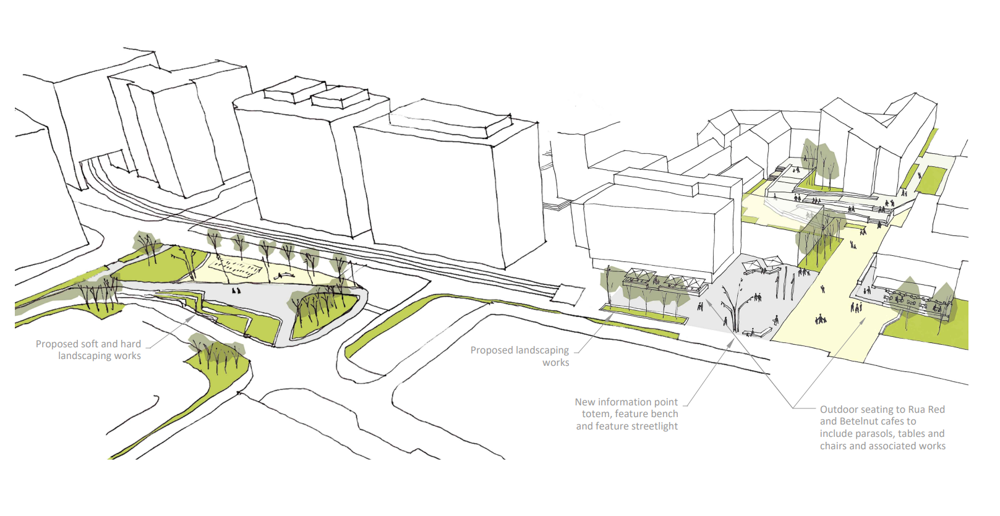 Proposed soft and hard
landscaping works
Proposed landscaping
works
New information point
totem, feature bench
and feature streetlight
Outdoor seating to Rua Red
and Betelnut cafes to
include parasols, tables and
chairs and associated works